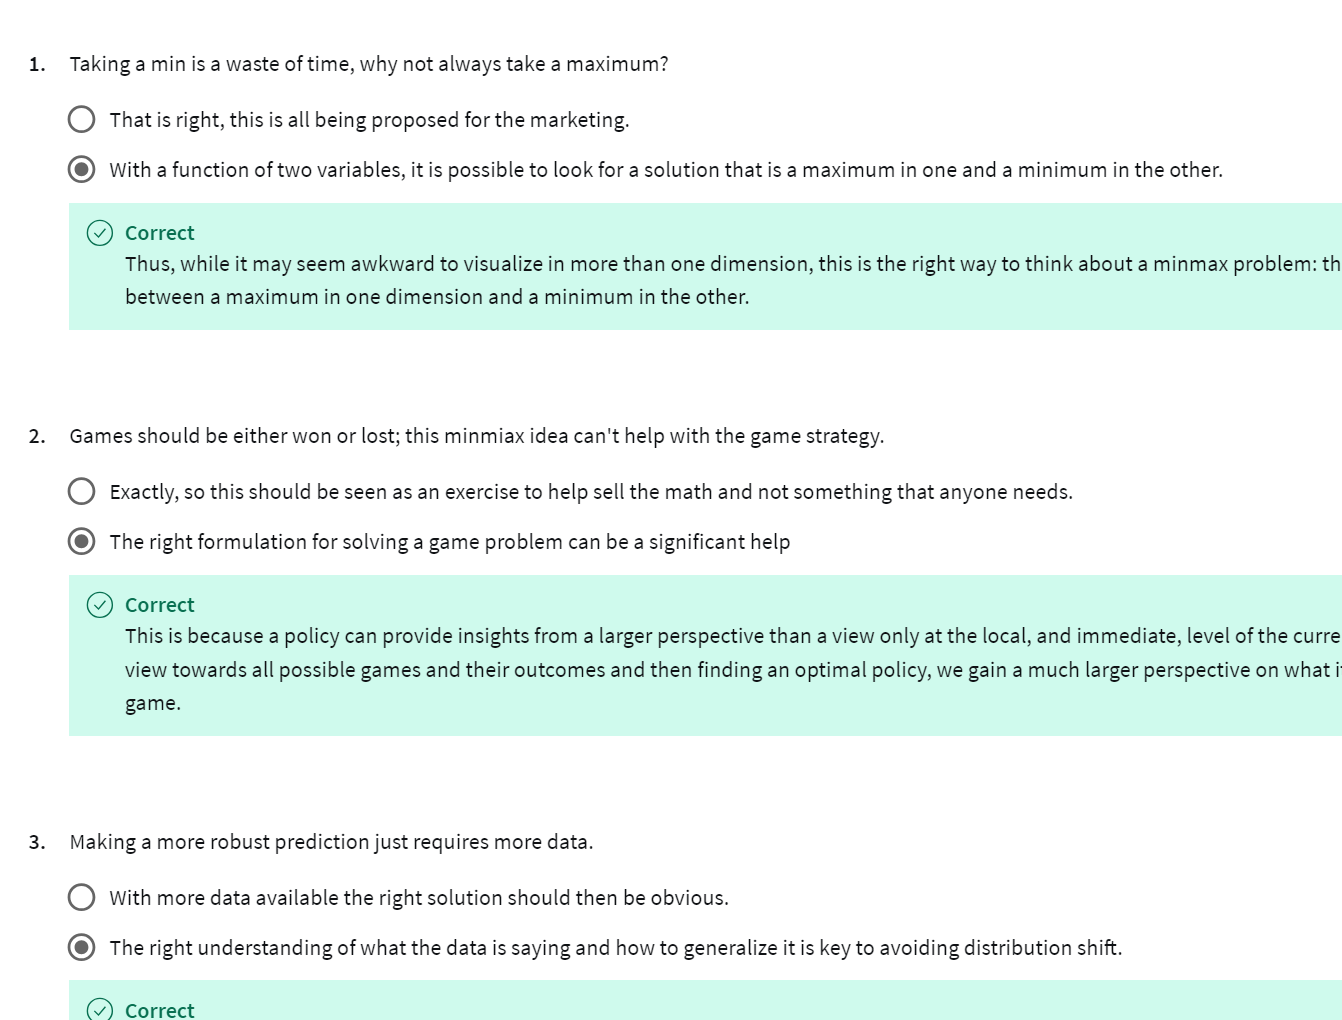 1. Taking a min is a waste of time, why not always take a maximum?
That is right, this is all being proposed for the marketing.
With a function of two variables, it is possible to look for a solution that is a maximum in one and a minimum in the other.
Correct
Thus, while it may seem awkward to visualize in more than one dimension, this is the right way to think about a minmax problem: th
between a maximum in one dimension and a minimum in the other.
2. Games should be either won or lost; this minmiax idea can't help with the game strategy.
Exactly, so this should be seen as an exercise to help sell the math and not something that anyone needs.
The right formulation for solving a game problem can be a significant help
Correct
This is because a policy can provide insights from a larger perspective than a view only at the local, and immediate, level of the curre
view towards all possible games and their outcomes and then finding an optimal policy, we gain a much larger perspective on what i
game.
3. Making a more robust prediction just requires more data.
With more data available the right solution should then be obvious.
The right understanding of what the data is saying and how to generalize it is key to avoiding distribution shift.
Correct